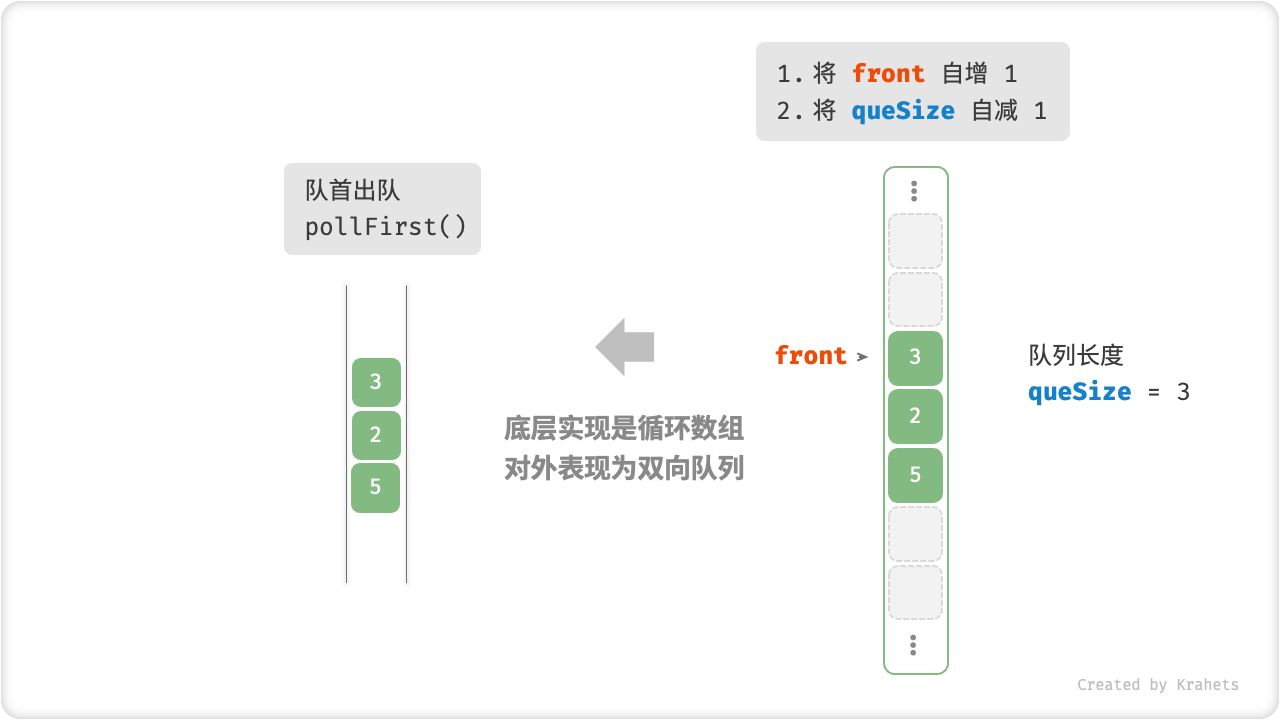 1. 将 front 自增 1
2. 将 queSize 自减 1
队首出队
pollFirst()
3
2
5
底层实现是循环数组
对外表现为双向队列
front
3
2
5
队列长度
queSize = 3
Created by Krahets